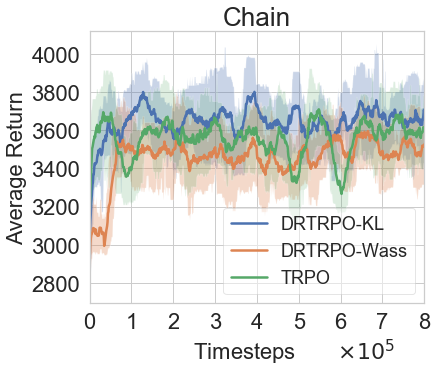 Chain
Average Return
4000
3800
3600
3400
3200
3000
2800
DRTRPO-KL
DRTRPO-Wass
TRPO
0 1 2 3 4 5 6 7 8
Timesteps ×10⁵